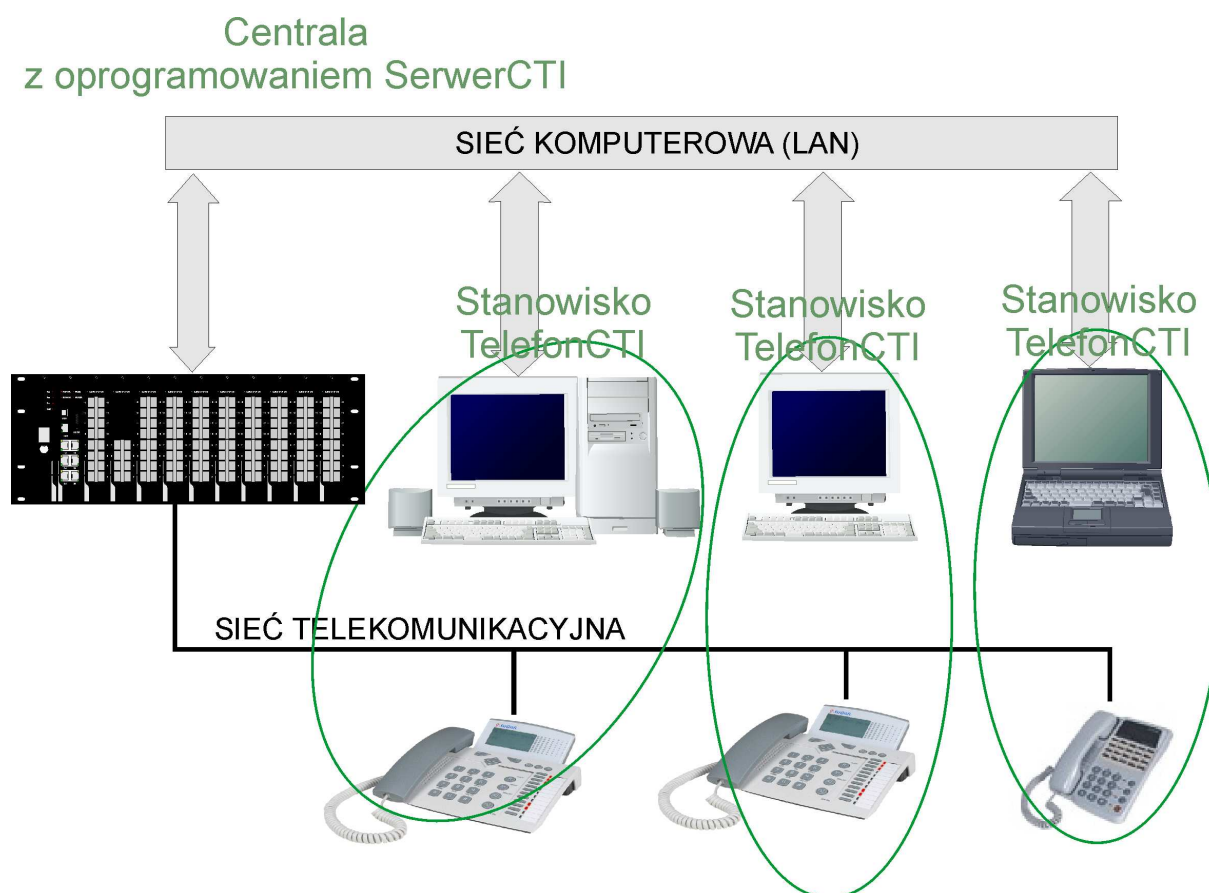 Centrala
z oprogramowaniem SerwerCTI
SIEĆ KOMPUTEROWA (LAN)
Stanowisko
TelefonCTI
Stanowisko
TelefonCTI
Stanowisko
TelefonCTI
SIEĆ TELEKOMUNIKACYJNA